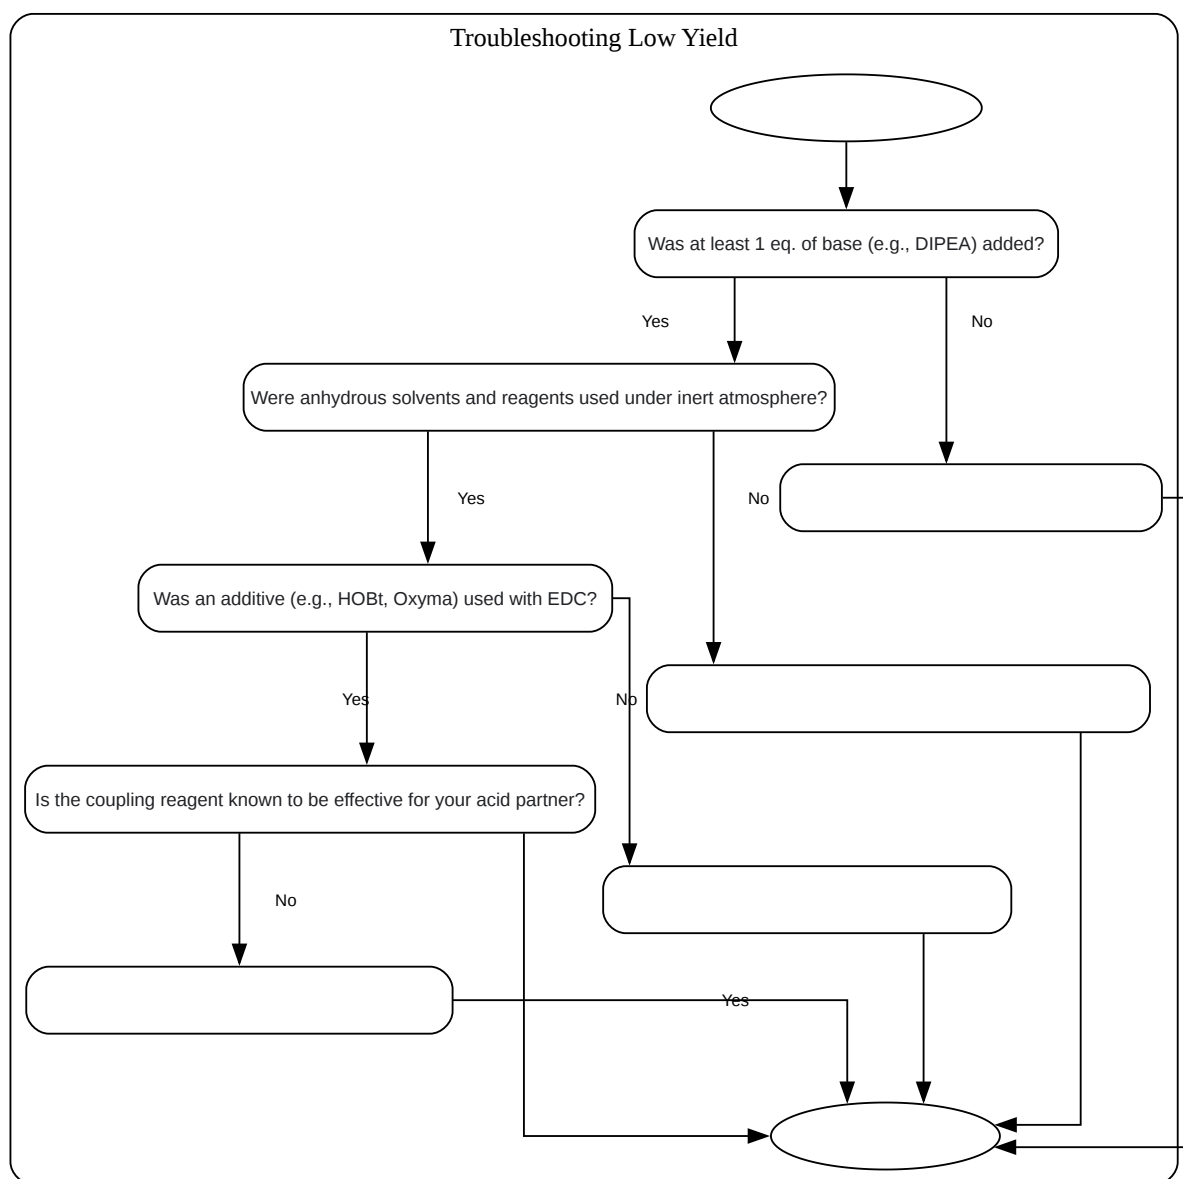 Troubleshooting Low Yield
Was at least 1 eq. of base (e.g., DIPEA) added?
Yes
No
Were anhydrous solvents and reagents used under inert atmosphere?
Yes
No
Was an additive (e.g., HOBt, Oxyma) used with EDC?
Yes
No
Is the coupling reagent known to be effective for your acid partner?
No
Yes